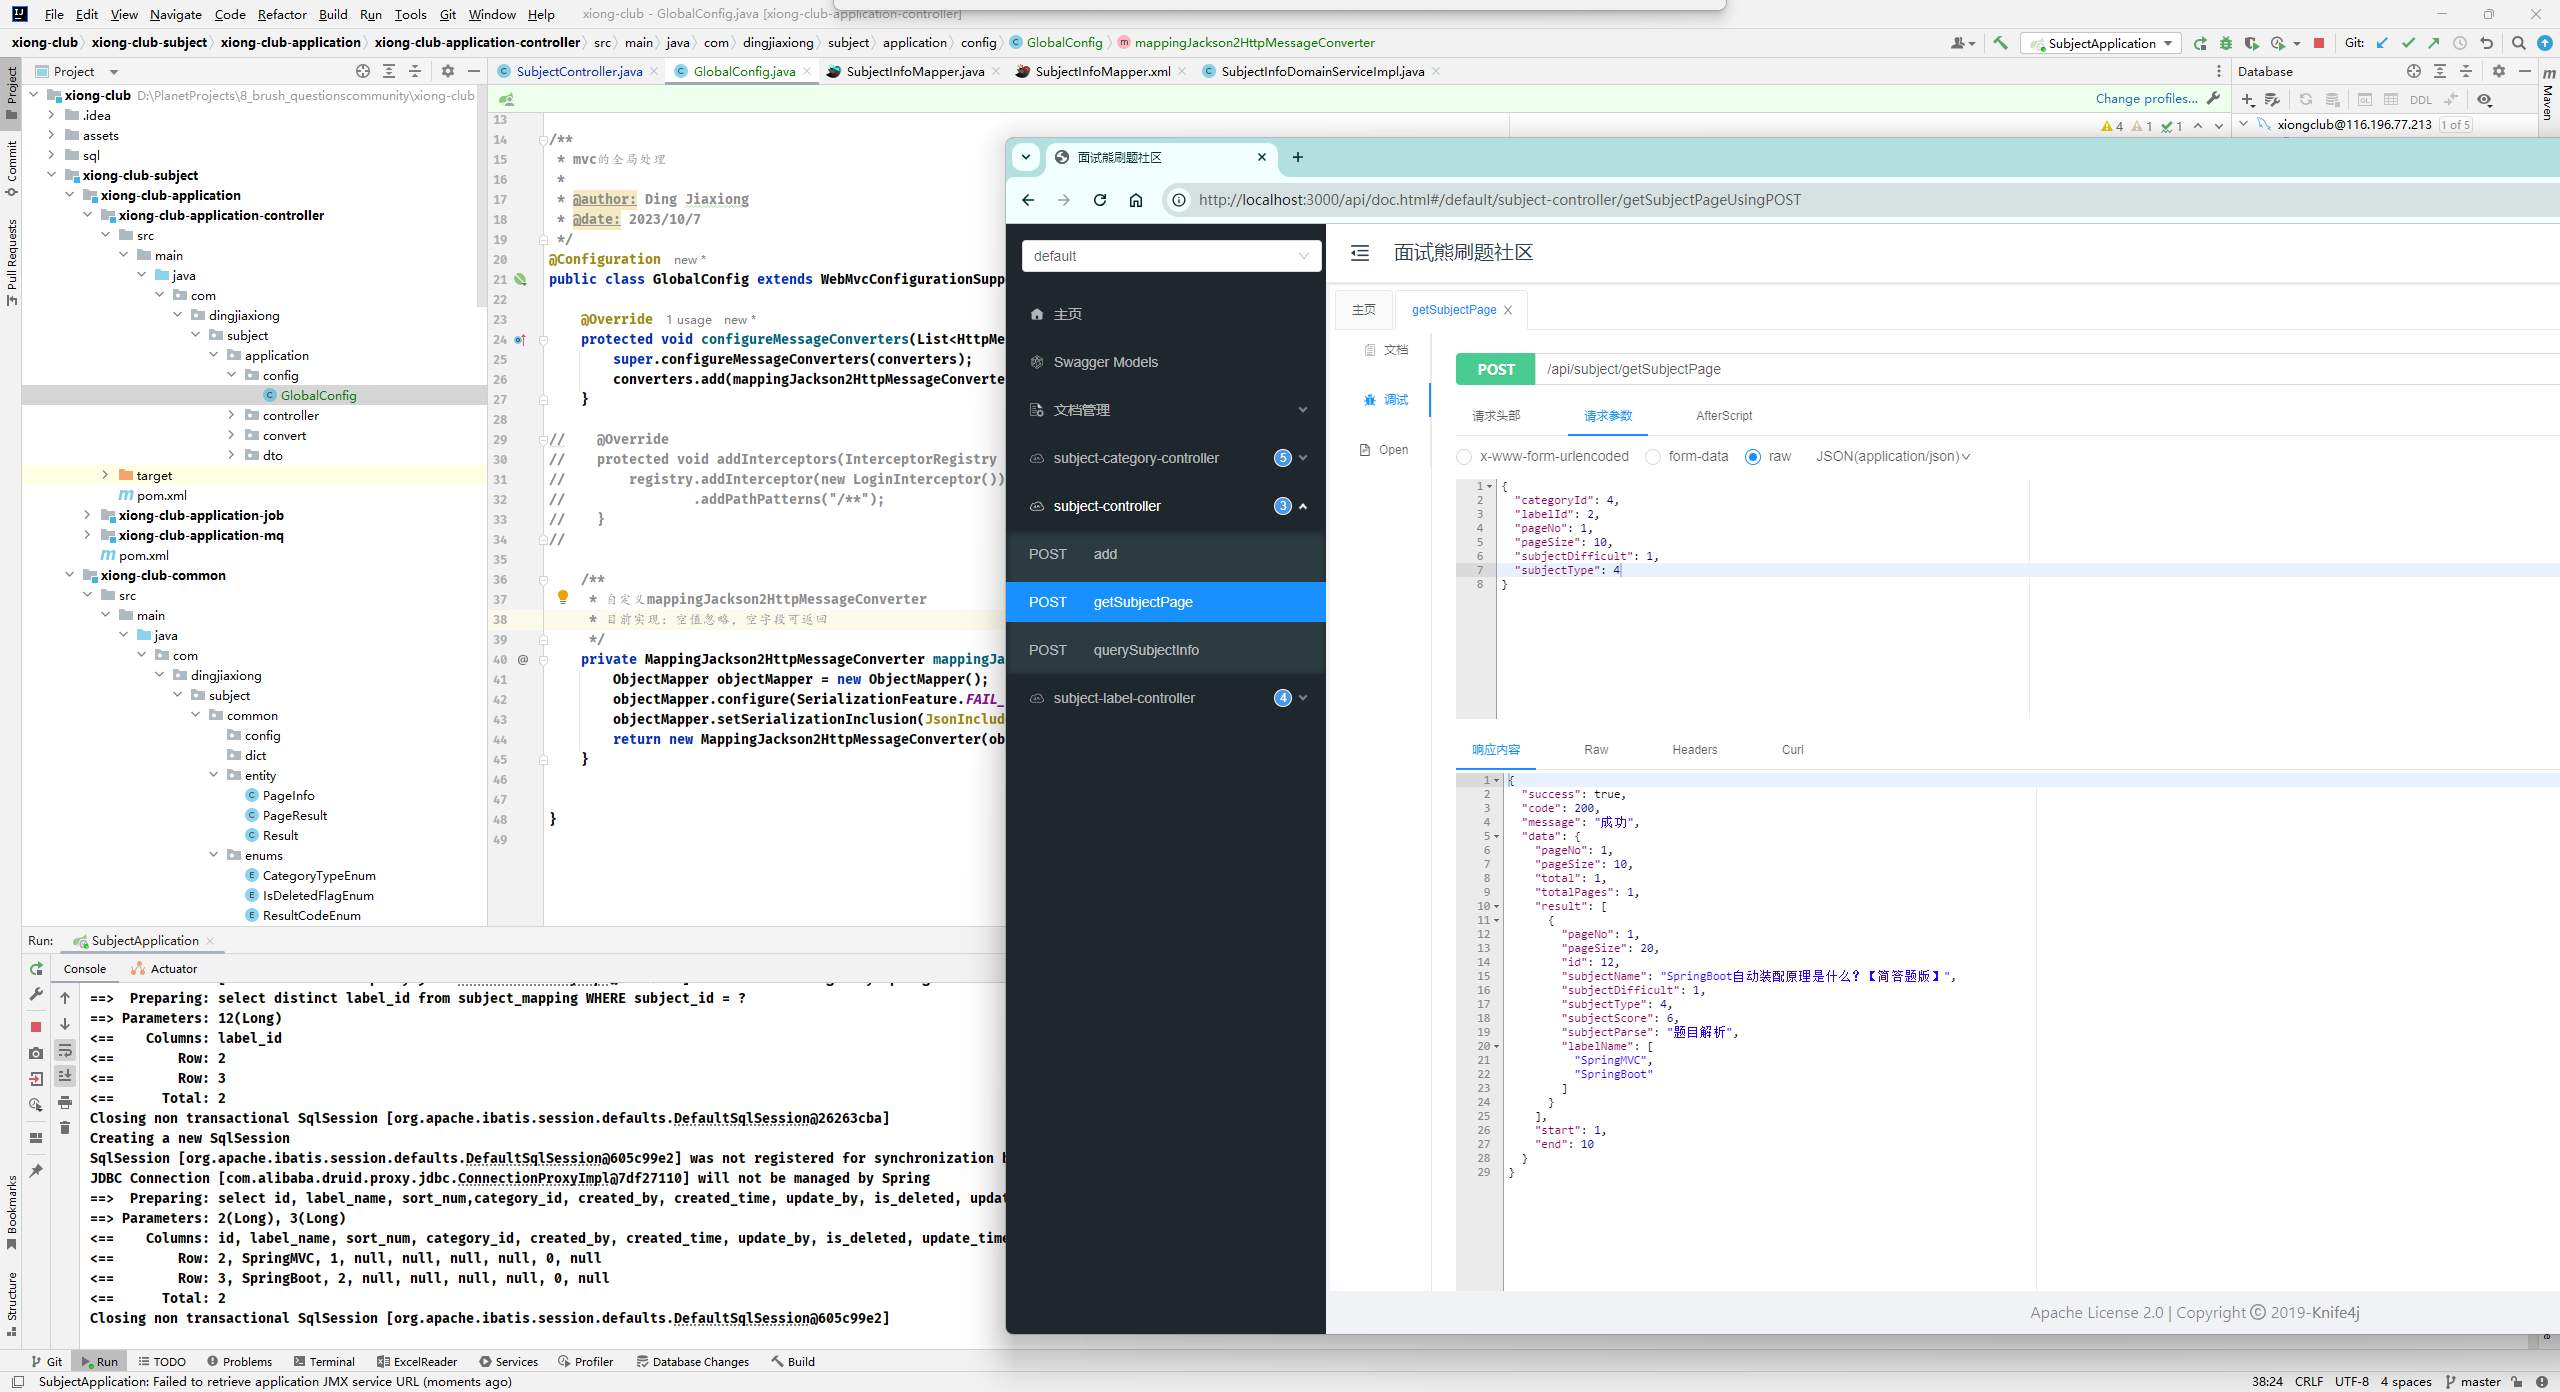 File Edit View Navigate Code Refactor Build Run Tools Git Window Help xiong-club - GlobalConfig.java [xiong-club-application-controller]
xiong-club xiong-club-subject xiong-club-application xiong-club-application-controller src main java com dingjiaxiong subject application config GlobalConfig mappingJackson2HttpMessageConverter
SubjectApplication Git:
Project
SubjectController.java GlobalConfig.java SubjectInfoMapper.java SubjectInfoMapper.xml SubjectInfoDomainServiceImpl.java
Database
Change profiles...
DDL
4 1 1
xiongclub@116.196.77.213 1 of 5
Project
Commit
Pull Requests
Bookmarks
Structure
Maven
xiong-club D:\PlanetProjects\8_brush_questionscommunity\xiong-club
.idea
assets
sql
xiong-club-subject
xiong-club-application
xiong-club-application-controller
src
main
java
com
dingjiaxiong
subject
application
config
GlobalConfig
controller
convert
dto
target
pom.xml
xiong-club-application-job
xiong-club-application-mq
pom.xml
xiong-club-common
src
main
java
com
dingjiaxiong
subject
common
config
dict
entity
PageInfo
PageResult
Result
enums
CategoryTypeEnum
IsDeletedFlagEnum
ResultCodeEnum
13
14 /**
15 * mvc的全局处理
16 *
17 * @author: Ding Jiaxiong
18 * @date: 2023/10/7
19 */
20 @Configuration new *
21 public class GlobalConfig extends WebMvcConfigurationSupp
22
23 @Override 1 usage new *
24 protected void configureMessageConverters(List<HttpMe
25 super.configureMessageConverters(converters);
26 converters.add(mappingJackson2HttpMessageConverte
27 }
28
29 // @Override
30 // protected void addInterceptors(InterceptorRegistry
31 // registry.addInterceptor(new LoginInterceptor())
32 // .addPathPatterns("/**");
33 // }
34 //
35
36 /**
37 * 自定义mappingJackson2HttpMessageConverter
38 * 目前实现：空值忽略，空字段可返回
39 */
40 private MappingJackson2HttpMessageConverter mappingJa
41 ObjectMapper objectMapper = new ObjectMapper();
42 objectMapper.configure(SerializationFeature.FAIL_
43 objectMapper.setSerializationInclusion(JsonInclud
44 return new MappingJackson2HttpMessageConverter(ob
45 }
46
47
48 }
49
面试熊刷题社区
http://localhost:3000/api/doc.html#/default/subject-controller/getSubjectPageUsingPOST
default
主页
Swagger Models
文档管理
subject-category-controller 5
subject-controller 3
POST add
POST getSubjectPage
POST querySubjectInfo
subject-label-controller 4
面试熊刷题社区
主页 getSubjectPage
文档
调试
Open
POST /api/subject/getSubjectPage
请求头部 请求参数 AfterScript
x-www-form-urlencoded form-data raw JSON(application/json)
1 {
2 "categoryId": 4,
3 "labelId": 2,
4 "pageNo": 1,
5 "pageSize": 10,
6 "subjectDifficult": 1,
7 "subjectType": 4
8 }
响应内容 Raw Headers Curl
1 {
2 "success": true,
3 "code": 200,
4 "message": "成功",
5 "data": {
6 "pageNo": 1,
7 "pageSize": 10,
8 "total": 1,
9 "totalPages": 1,
10 "result": [
11 {
12 "pageNo": 1,
13 "pageSize": 20,
14 "id": 12,
15 "subjectName": "SpringBoot自动装配原理是什么？【简答题版】",
16 "subjectDifficult": 1,
17 "subjectType": 4,
18 "subjectScore": 6,
19 "subjectParse": "题目解析",
20 "labelName": [
21 "SpringMVC",
22 "SpringBoot"
23 ]
24 }
25 ],
26 "start": 1,
27 "end": 10
28 }
29 }
Apache License 2.0 | Copyright © 2019-Knife4j
Run: SubjectApplication
Console Actuator
==> Preparing: select distinct label_id from subject_mapping WHERE subject_id = ?
==> Parameters: 12(Long)
<== Columns: label_id
<== Row: 2
<== Row: 3
<== Total: 2
Closing non transactional SqlSession [org.apache.ibatis.session.defaults.DefaultSqlSession@26263cba]
Creating a new SqlSession
SqlSession [org.apache.ibatis.session.defaults.DefaultSqlSession@605c99e2] was not registered for synchronization b
JDBC Connection [com.alibaba.druid.proxy.jdbc.ConnectionProxyImpl@7df27110] will not be managed by Spring
==> Preparing: select id, label_name, sort_num,category_id, created_by, created_time, update_by, is_deleted, updat
==> Parameters: 2(Long), 3(Long)
<== Columns: id, label_name, sort_num, category_id, created_by, created_time, update_by, is_deleted, update_time
<== Row: 2, SpringMVC, 1, null, null, null, null, 0, null
<== Row: 3, SpringBoot, 2, null, null, null, null, 0, null
<== Total: 2
Closing non transactional SqlSession [org.apache.ibatis.session.defaults.DefaultSqlSession@605c99e2]
Git Run TODO Problems Terminal ExcelReader Services Profiler Database Changes Build
SubjectApplication: Failed to retrieve application JMX service URL (moments ago)
38:24 CRLF UTF-8 4 spaces master